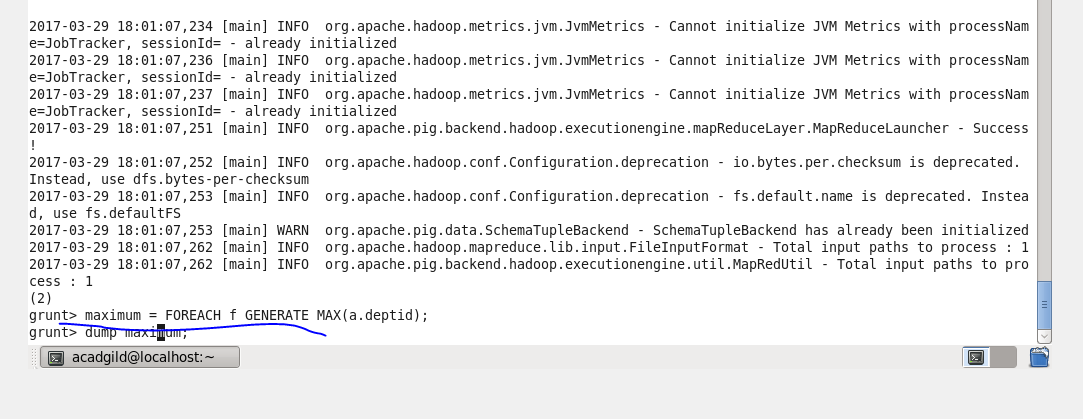 2017-03-29 18:01:07,234 [main] INFO  org.apache.hadoop.metrics.jvm.JvmMetrics - Cannot initialize JVM Metrics with processNam
e=JobTracker, sessionId= - already initialized
2017-03-29 18:01:07,236 [main] INFO  org.apache.hadoop.metrics.jvm.JvmMetrics - Cannot initialize JVM Metrics with processNam
e=JobTracker, sessionId= - already initialized
2017-03-29 18:01:07,237 [main] INFO  org.apache.hadoop.metrics.jvm.JvmMetrics - Cannot initialize JVM Metrics with processNam
e=JobTracker, sessionId= - already initialized
2017-03-29 18:01:07,251 [main] INFO  org.apache.pig.backend.hadoop.executionengine.mapReduceLayer.MapReduceLauncher - Success
!
2017-03-29 18:01:07,252 [main] INFO  org.apache.hadoop.conf.Configuration.deprecation - io.bytes.per.checksum is deprecated.
Instead, use dfs.bytes-per-checksum
2017-03-29 18:01:07,253 [main] INFO  org.apache.hadoop.conf.Configuration.deprecation - fs.default.name is deprecated. Instea
d, use fs.defaultFS
2017-03-29 18:01:07,253 [main] WARN  org.apache.pig.data.SchemaTupleBackend - SchemaTupleBackend has already been initialized
2017-03-29 18:01:07,262 [main] INFO  org.apache.hadoop.mapreduce.lib.input.FileInputFormat - Total input paths to process : 1
2017-03-29 18:01:07,262 [main] INFO  org.apache.pig.backend.hadoop.executionengine.util.MapRedUtil - Total input paths to pro
cess : 1
(2)
grunt> maximum = FOREACH f GENERATE MAX(a.deptid);
grunt> dump maximum;
acadgild@localhost:~